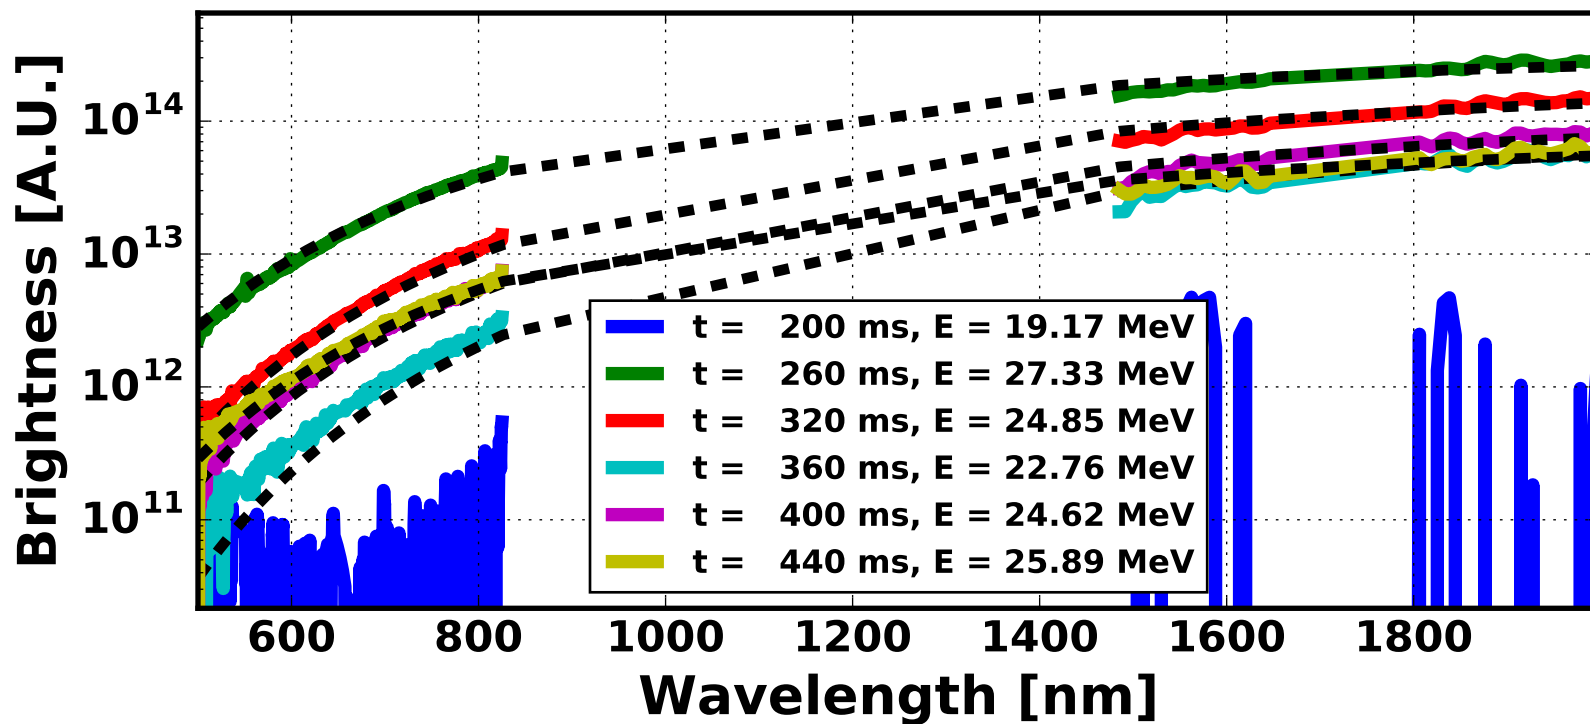 Brightness [A.U.]
10^14
10^13
10^12
10^11
t = 200 ms, E = 19.17 MeV
t = 260 ms, E = 27.33 MeV
t = 320 ms, E = 24.85 MeV
t = 360 ms, E = 22.76 MeV
t = 400 ms, E = 24.62 MeV
t = 440 ms, E = 25.89 MeV
600 800 1000 1200 1400 1600 1800
Wavelength [nm]